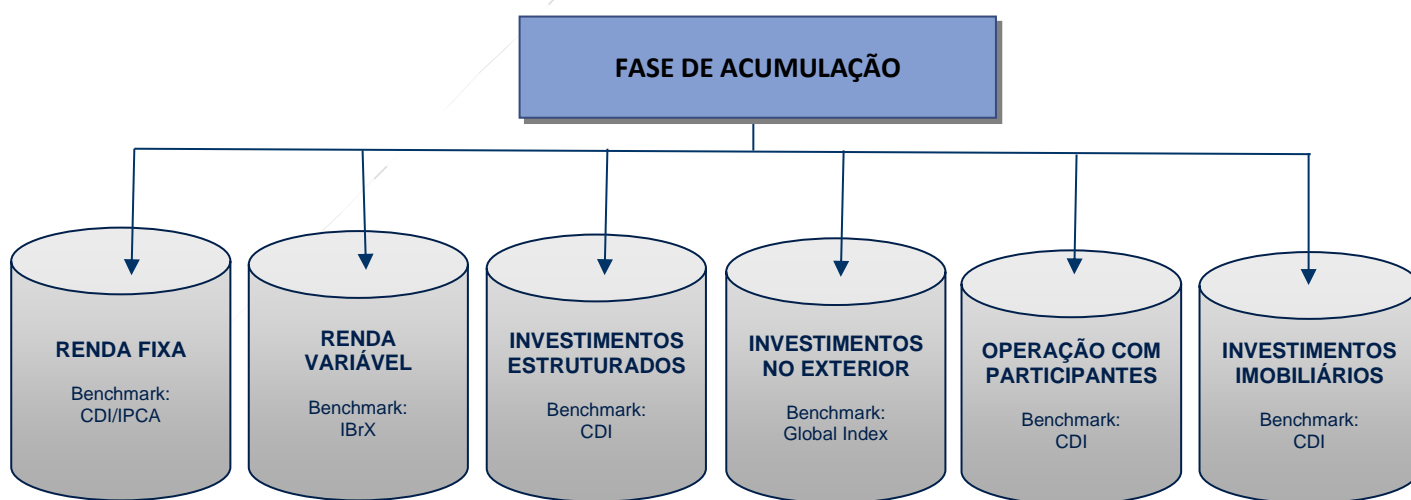 FASE DE ACUMULAÇÃO
RENDA FIXA
Benchmark:
CDI/IPCA
RENDA
VARIÁVEL
Benchmark:
IBrX
INVESTIMENTOS
ESTRUTURADOS
Benchmark:
CDI
INVESTIMENTOS
NO EXTERIOR
Benchmark:
Global Index
OPERAÇÃO COM
PARTICIPANTES
Benchmark:
CDI
INVESTIMENTOS
IMOBILIÁRIOS
Benchmark:
CDI